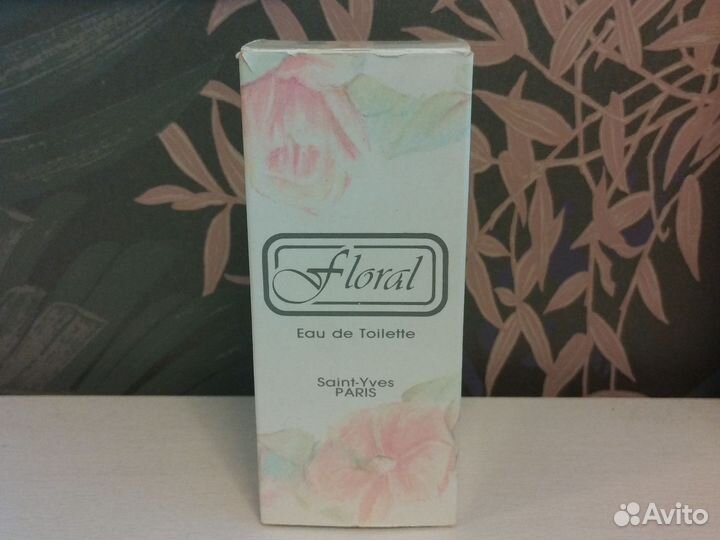 Floral
Eau de Toilette
Saint-Yves
PARIS
Avito